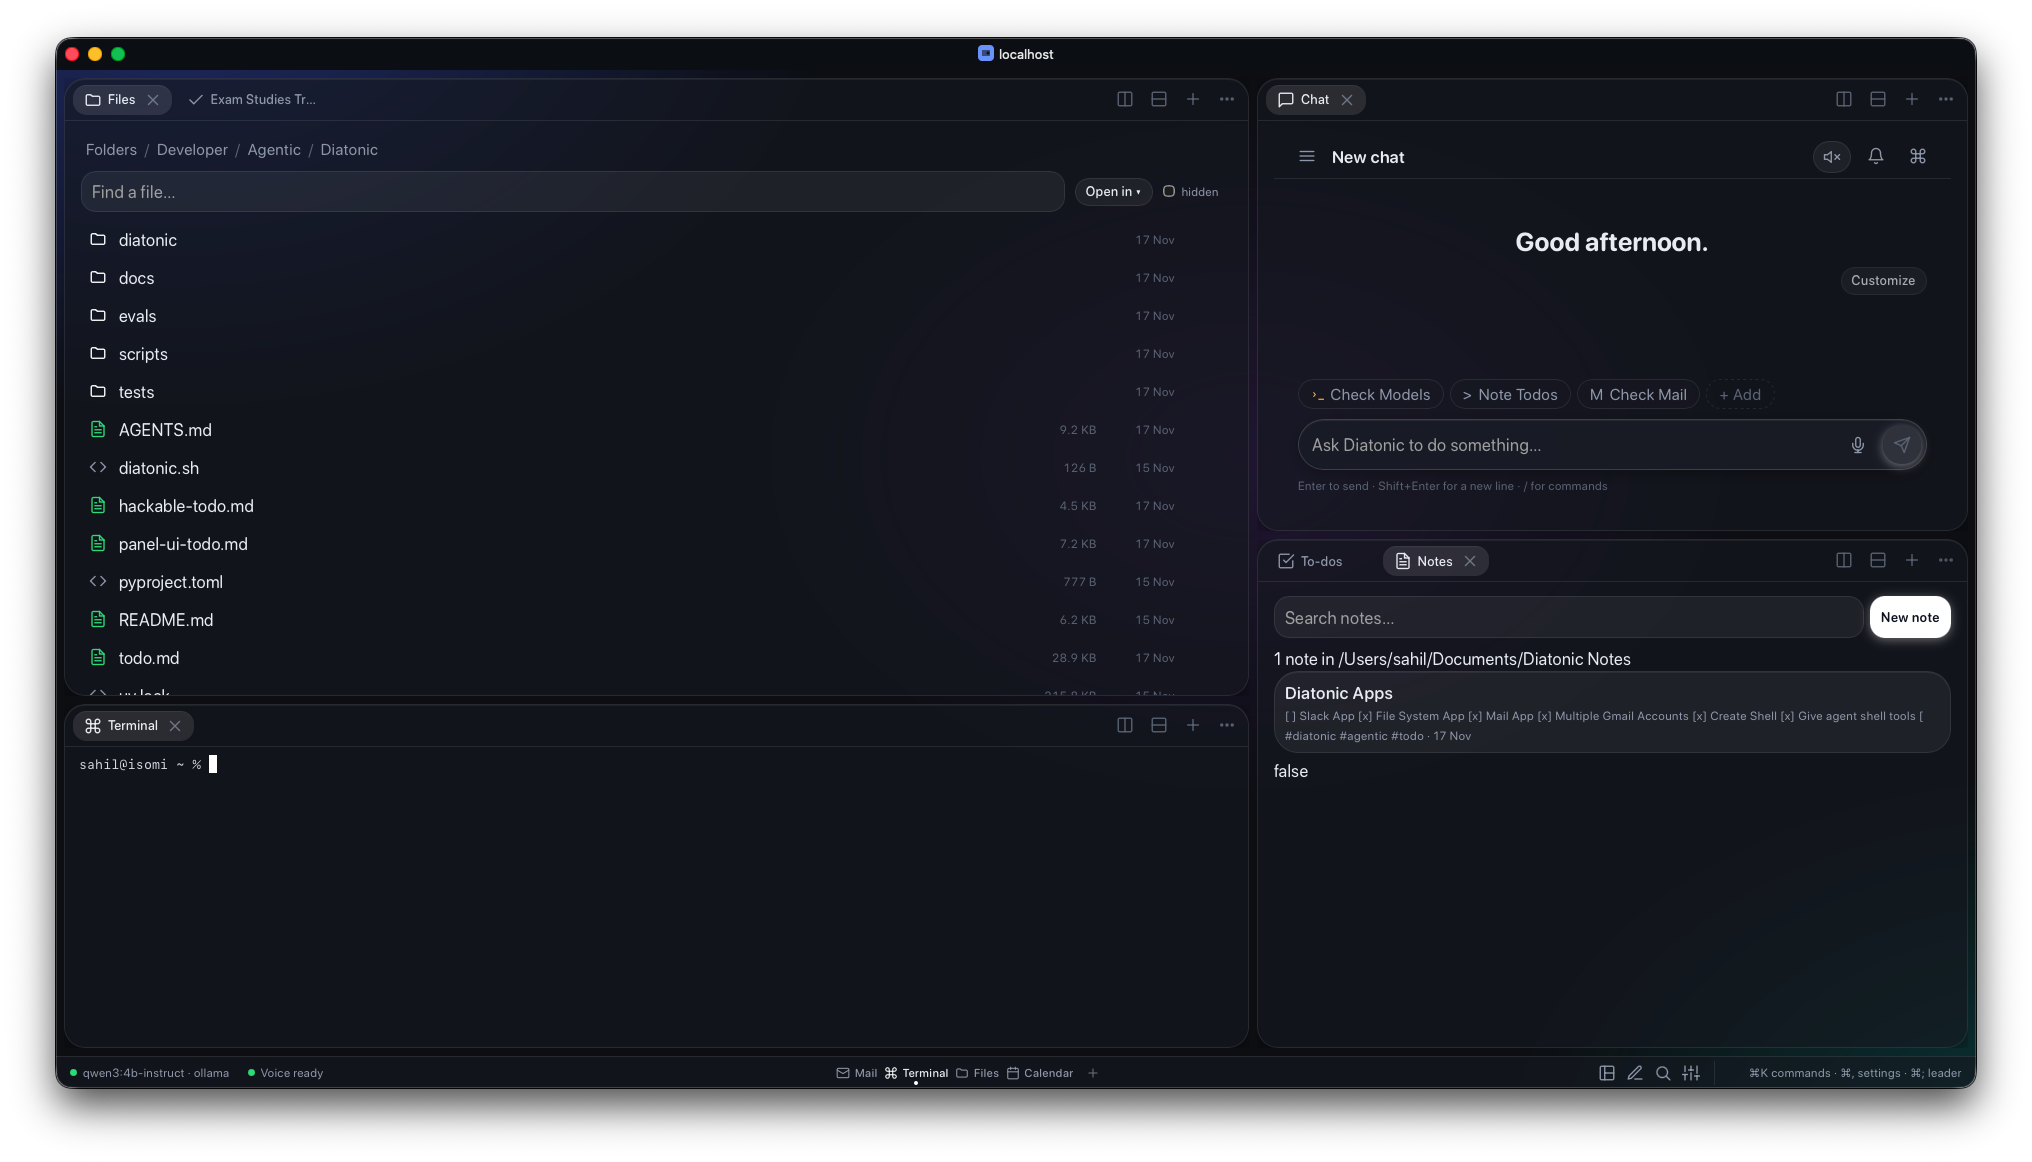 localhost
Files
Exam Studies Tr...
Folders / Developer / Agentic / Diatonic
Find a file...
Open in ▾
hidden
diatonic 17 Nov
docs 17 Nov
evals 17 Nov
scripts 17 Nov
tests 17 Nov
AGENTS.md 9.2 KB 17 Nov
diatonic.sh 126 B 15 Nov
hackable-todo.md 4.5 KB 17 Nov
panel-ui-todo.md 7.2 KB 17 Nov
pyproject.toml 777 B 15 Nov
README.md 6.2 KB 15 Nov
todo.md 28.9 KB 17 Nov
uv.lock 15 Nov
Terminal
sahil@isomi ~ %
Chat
New chat
Good afternoon.
Customize
Check Models
> Note Todos
M Check Mail
+ Add
Ask Diatonic to do something...
Enter to send · Shift+Enter for a new line · / for commands
To-dos
Notes
Search notes...
New note
1 note in /Users/sahil/Documents/Diatonic Notes
Diatonic Apps
[ ] Slack App [x] File System App [x] Mail App [x] Multiple Gmail Accounts [x] Create Shell [x] Give agent shell tools [
#diatonic #agentic #todo · 17 Nov
false
qwen3:4b-instruct · ollama
Voice ready
Mail
Terminal
Files
Calendar
⌘K commands · ⌘, settings · ⌘; leader